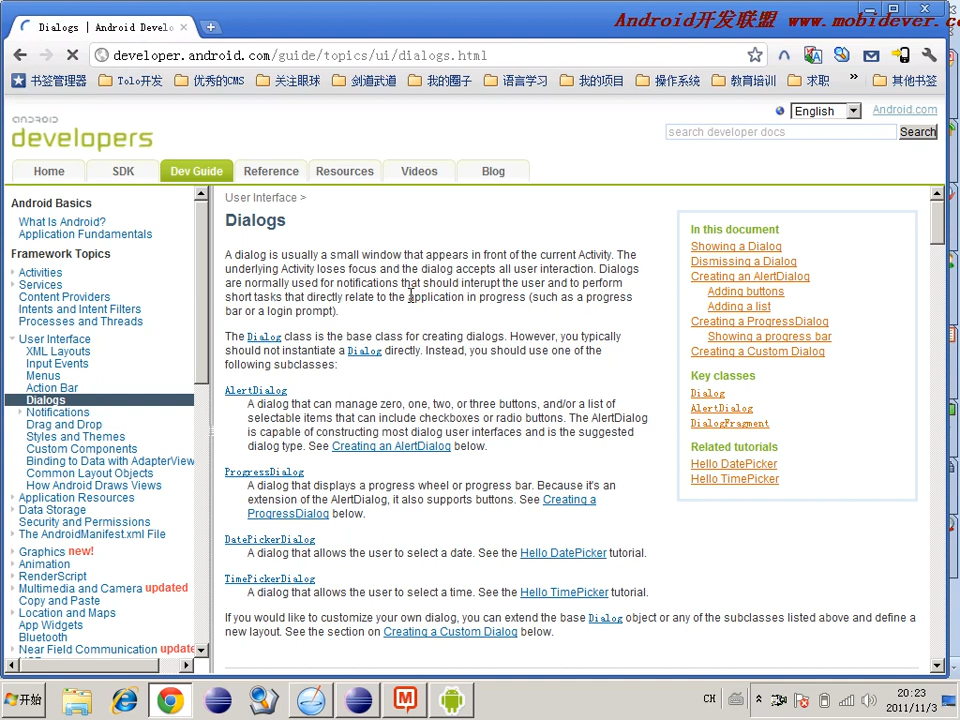 Android开发联盟 www.mobidever.co
Dialogs | Android Develo
developer.android.com/guide/topics/ui/dialogs.html
书签管理器 Tolo开发 优秀的CMS 关注眼球 剑道武道 我的圈子 语言学习 我的项目 操作系统 教育培训 求职 » 其他书签
English Android.com
android
developers
search developer docs Search
Home SDK Dev Guide Reference Resources Videos Blog
Android Basics
What Is Android?
Application Fundamentals
Framework Topics
Activities
Services
Content Providers
Intents and Intent Filters
Processes and Threads
User Interface
XML Layouts
Input Events
Menus
Action Bar
Dialogs
Notifications
Drag and Drop
Styles and Themes
Custom Components
Binding to Data with AdapterView
Common Layout Objects
How Android Draws Views
Application Resources
Data Storage
Security and Permissions
The AndroidManifest.xml File
Graphics new!
Animation
RenderScript
Multimedia and Camera updated
Copy and Paste
Location and Maps
App Widgets
Bluetooth
Near Field Communication update
User Interface >
Dialogs
A dialog is usually a small window that appears in front of the current Activity. The
underlying Activity loses focus and the dialog accepts all user interaction. Dialogs
are normally used for notifications that should interupt the user and to perform
short tasks that directly relate to the application in progress (such as a progress
bar or a login prompt).
The Dialog class is the base class for creating dialogs. However, you typically
should not instantiate a Dialog directly. Instead, you should use one of the
following subclasses:
AlertDialog
A dialog that can manage zero, one, two, or three buttons, and/or a list of
selectable items that can include checkboxes or radio buttons. The AlertDialog
is capable of constructing most dialog user interfaces and is the suggested
dialog type. See Creating an AlertDialog below.
ProgressDialog
A dialog that displays a progress wheel or progress bar. Because it's an
extension of the AlertDialog, it also supports buttons. See Creating a
ProgressDialog below.
DatePickerDialog
A dialog that allows the user to select a date. See the Hello DatePicker tutorial.
TimePickerDialog
A dialog that allows the user to select a time. See the Hello TimePicker tutorial.
If you would like to customize your own dialog, you can extend the base Dialog object or any of the subclasses listed above and define a
new layout. See the section on Creating a Custom Dialog below.
In this document
Showing a Dialog
Dismissing a Dialog
Creating an AlertDialog
Adding buttons
Adding a list
Creating a ProgressDialog
Showing a progress bar
Creating a Custom Dialog
Key classes
Dialog
AlertDialog
DialogFragment
Related tutorials
Hello DatePicker
Hello TimePicker
开始
CH
20:23
2011/11/3